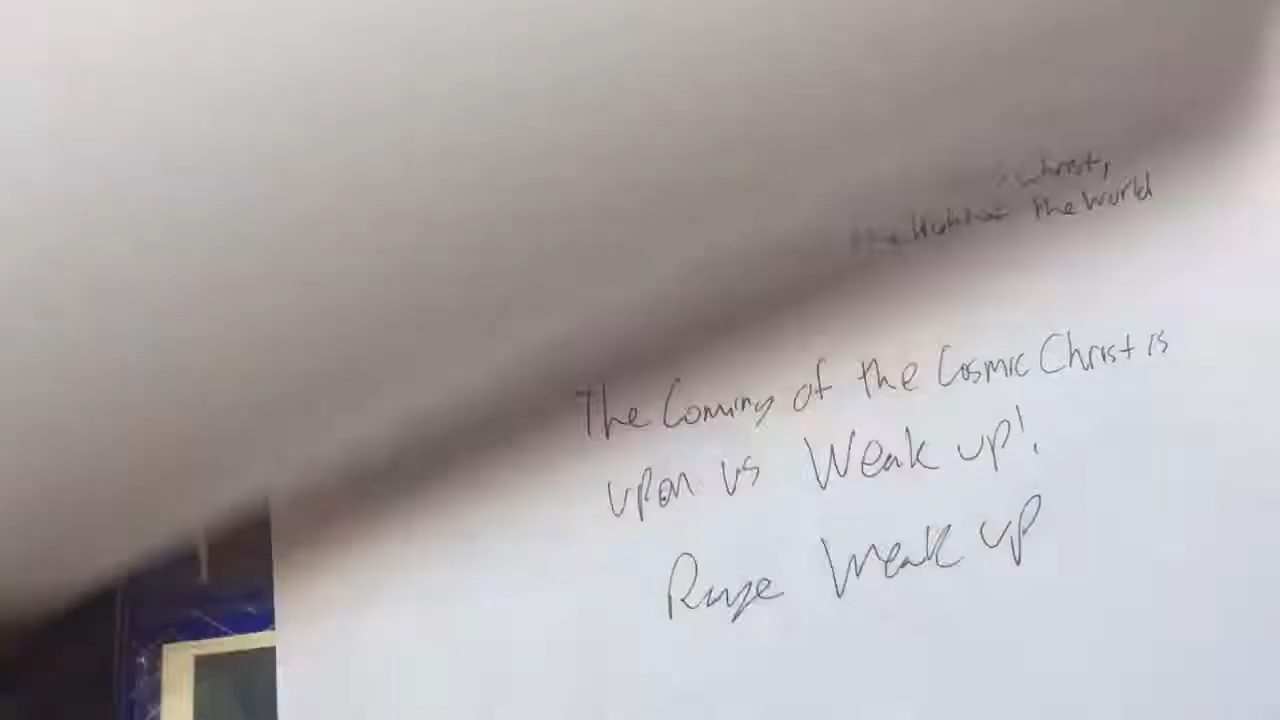 Christ,
The World
The Coming of the Cosmic Christ is
upon us Weak up!
Weak up